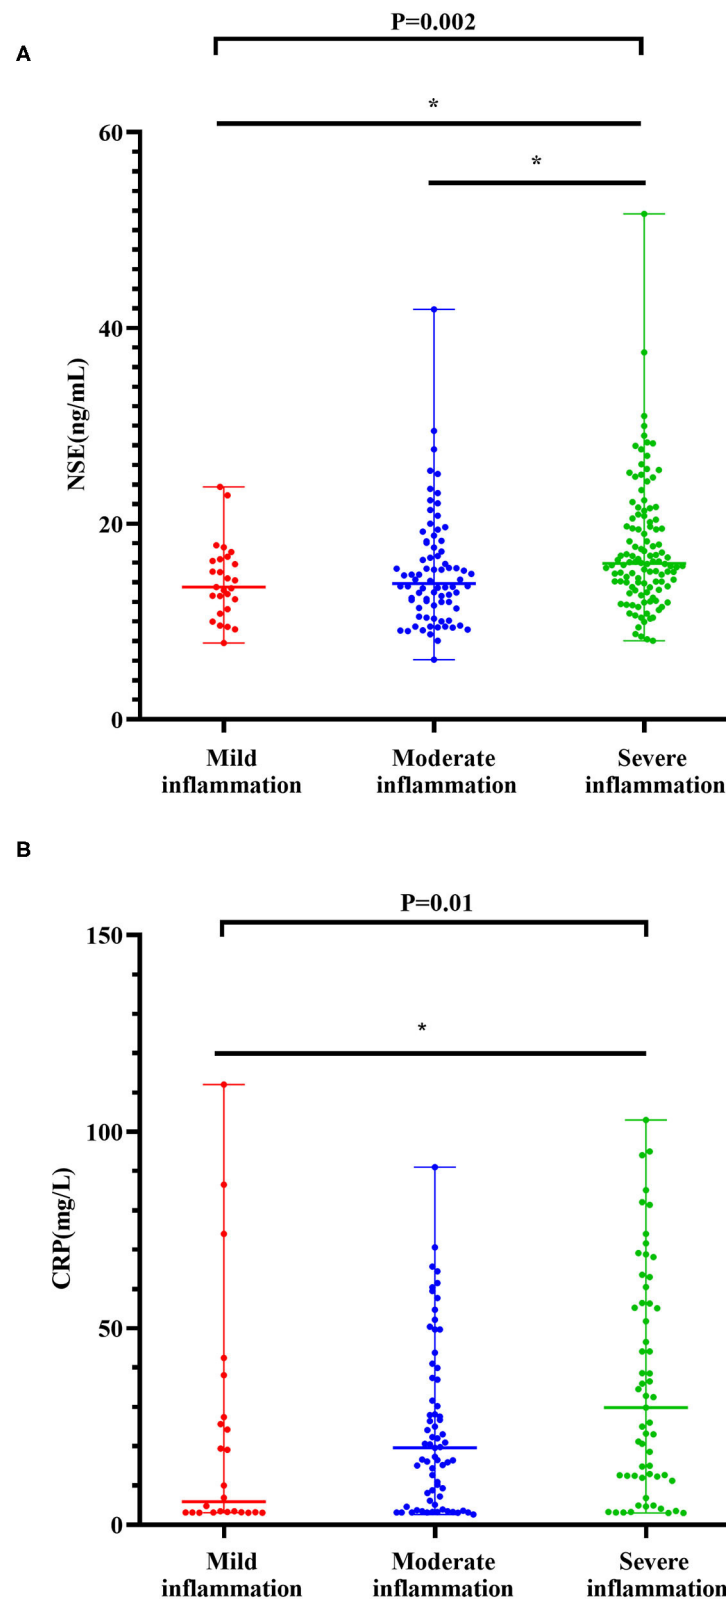 P=0.002
A
*
60
*
40
NSE(ng/mL)
20
0
Mild
inflammation
Moderate
inflammation
Severe
inflammation
B
P=0.01
150
*
100
CRP(mg/L)
50
0
Mild
inflammation
Moderate
inflammation
Severe
inflammation